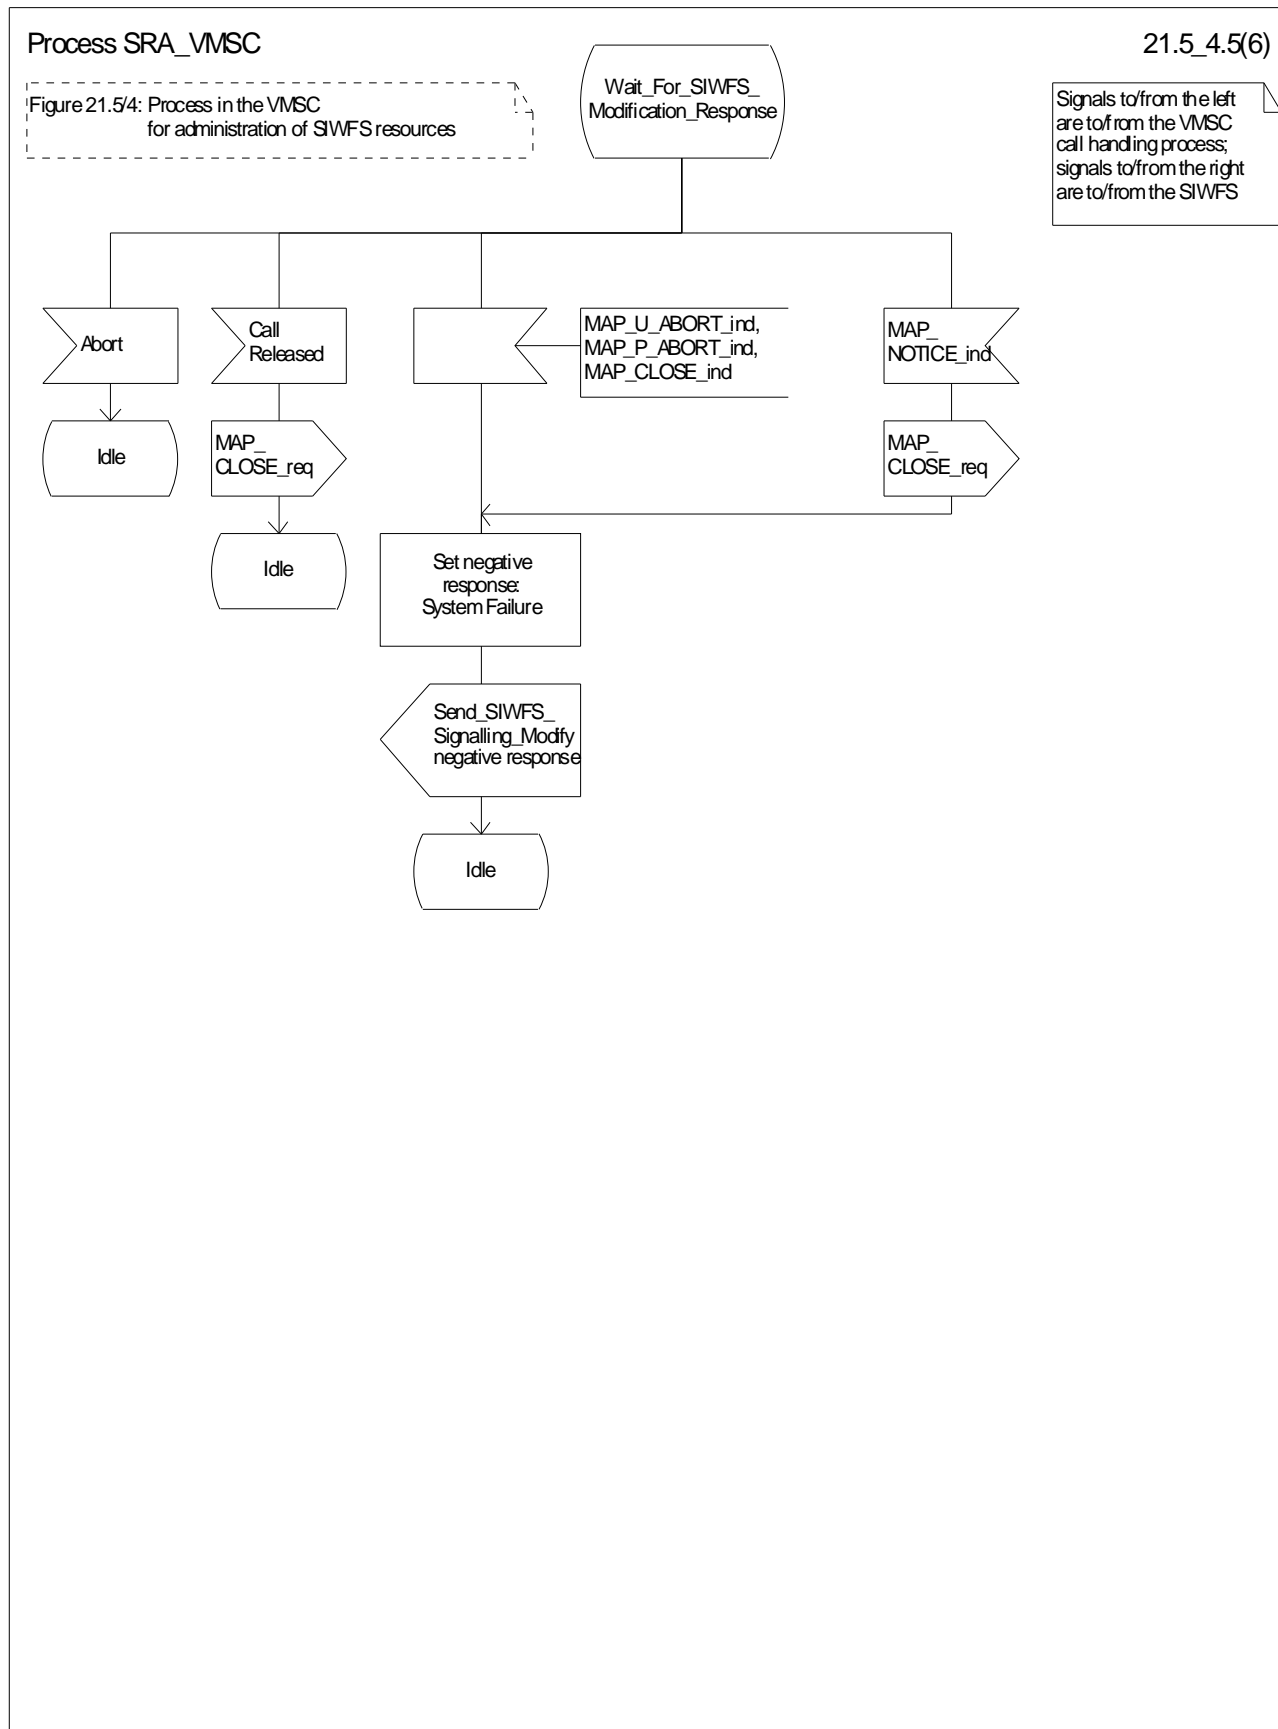 Process SRA_VMSC
21.5_4.5(6)
Figure 21.5/4: Process in the VMSC
for administration of SIWFS resources
Wait_For_SIWFS_
Modification_Response
Signals to/from the left
are to/from the VMSC
call handling process;
signals to/from the right
are to/from the SIWFS
Abort
Call
Released
MAP_U_ABORT_ind,
MAP_P_ABORT_ind,
MAP_CLOSE_ind
MAP_
NOTICE_ind
Idle
MAP_
CLOSE_req
MAP_
CLOSE_req
Idle
Set negative
response:
System Failure
Send_SIWFS_
Signalling_Modify
negative response
Idle